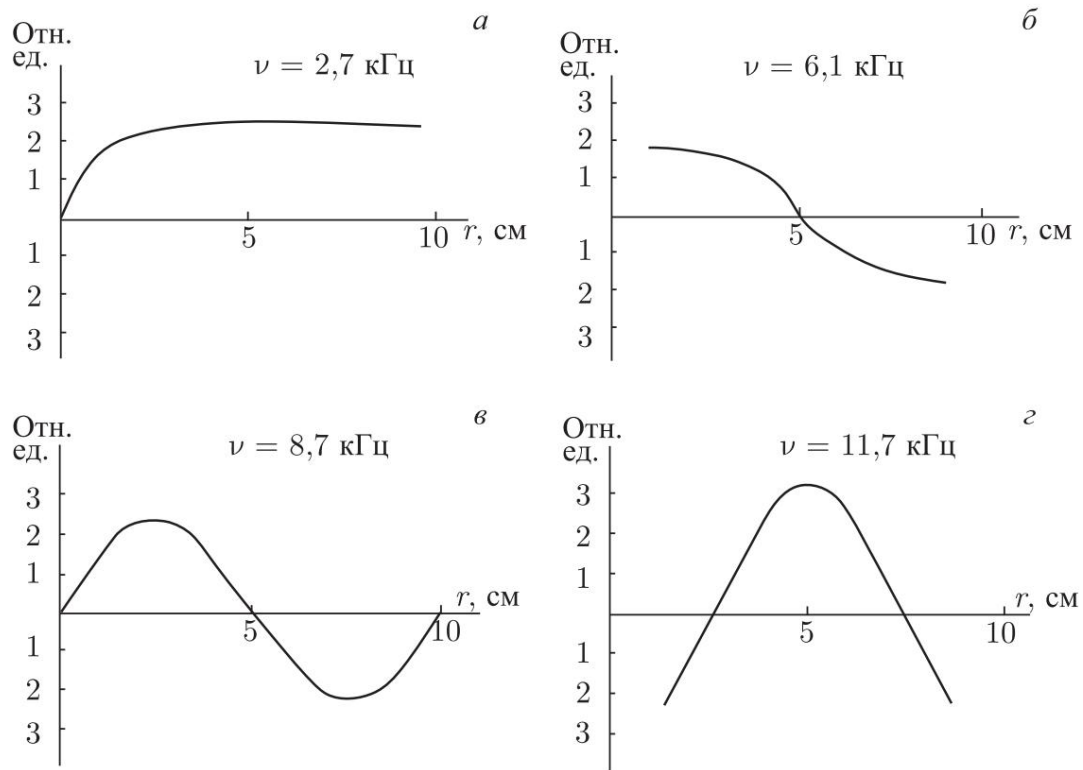 а
Отн.
ед.
ν = 2,7 кГц
3
2
1
5
10
r, см
1
2
3
б
Отн.
ед.
ν = 6,1 кГц
3
2
1
5
10
r, см
1
2
3
в
Отн.
ед.
ν = 8,7 кГц
3
2
1
r, см
5
10
1
2
3
г
Отн.
ед.
ν = 11,7 кГц
3
2
1
r, см
5
10
1
2
3